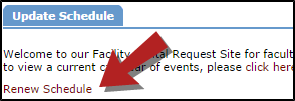 Update Schedule
Welcome to our Facility Request Site for facult
to view a current of events, please click here
Renew Schedule